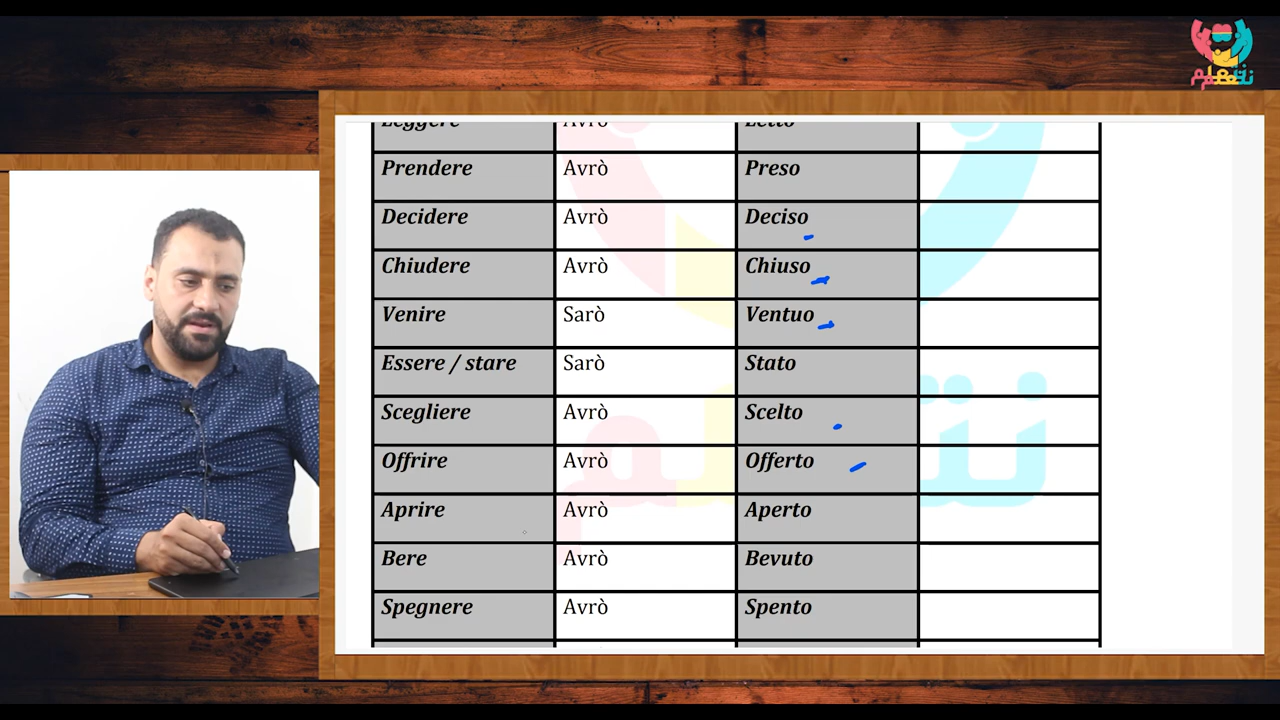 نتعلم
Leggere Avrò Letto
Prendere Avrò Preso
Decidere Avrò Deciso
Chiudere Avrò Chiuso
Venire Sarò Ventuo
Essere / stare Sarò Stato
Scegliere Avrò Scelto
Offrire Avrò Offerto
Aprire Avrò Aperto
Bere Avrò Bevuto
Spegnere Avrò Spento